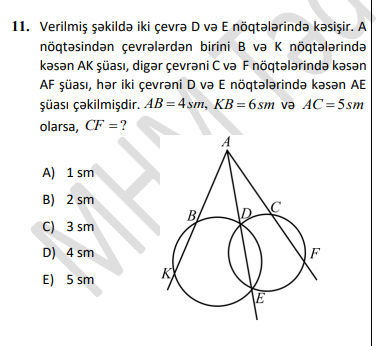 11. Verilmiş şəkildə iki çevrə D və E nöqtələrində kəsişir. A
nöqtəsindən çevrələrdən birini B və K nöqtələrində
kəsən AK şüası, digər çevrəni C və F nöqtələrində kəsən
AF şüası, hər iki çevrəni D və E nöqtələrində kəsən AE
şüası çəkilmişdir. AB = 4sm, KB = 6sm və AC = 5sm
olarsa, CF = ?
A) 1 sm
B) 2 sm
C) 3 sm
D) 4 sm
E) 5 sm
A
B
D
C
K
F
E